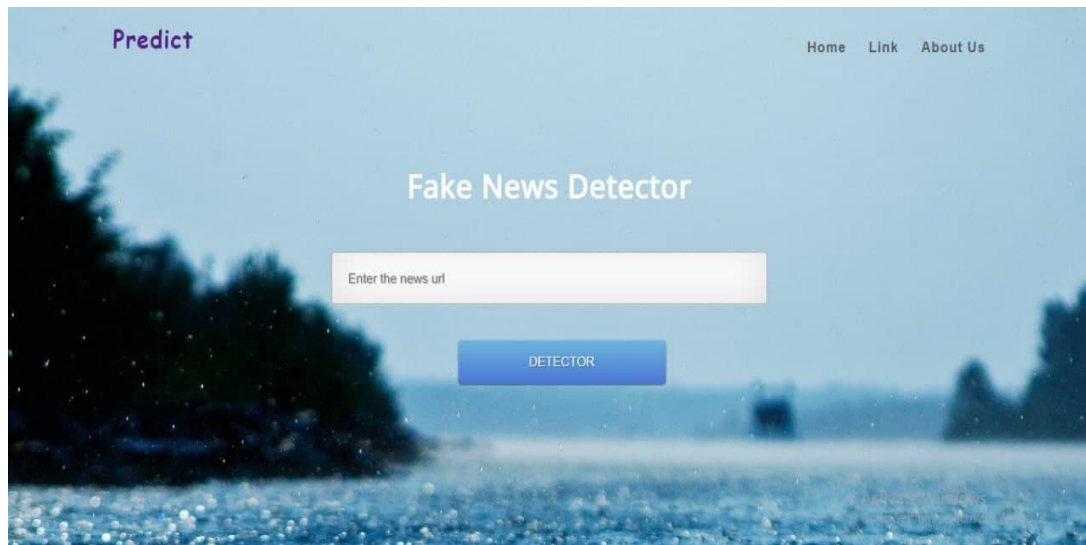 Predict
Home Link About Us
Fake News Detector
Enter the news url
DETECTOR